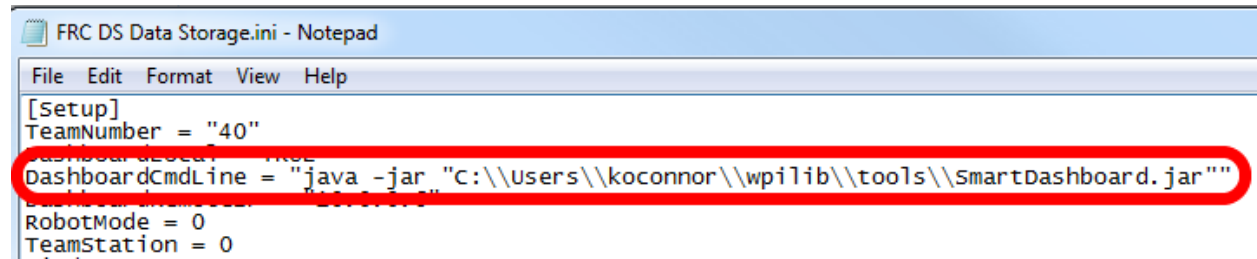 FRC DS Data Storage.ini - Notepad
File Edit Format View Help
[Setup]
TeamNumber = "40"
DashboardCmdLine = "java -jar "C:\\Users\\koconnor\\wpilib\\tools\\SmartDashboard.jar""
RobotMode = 0
TeamStation = 0